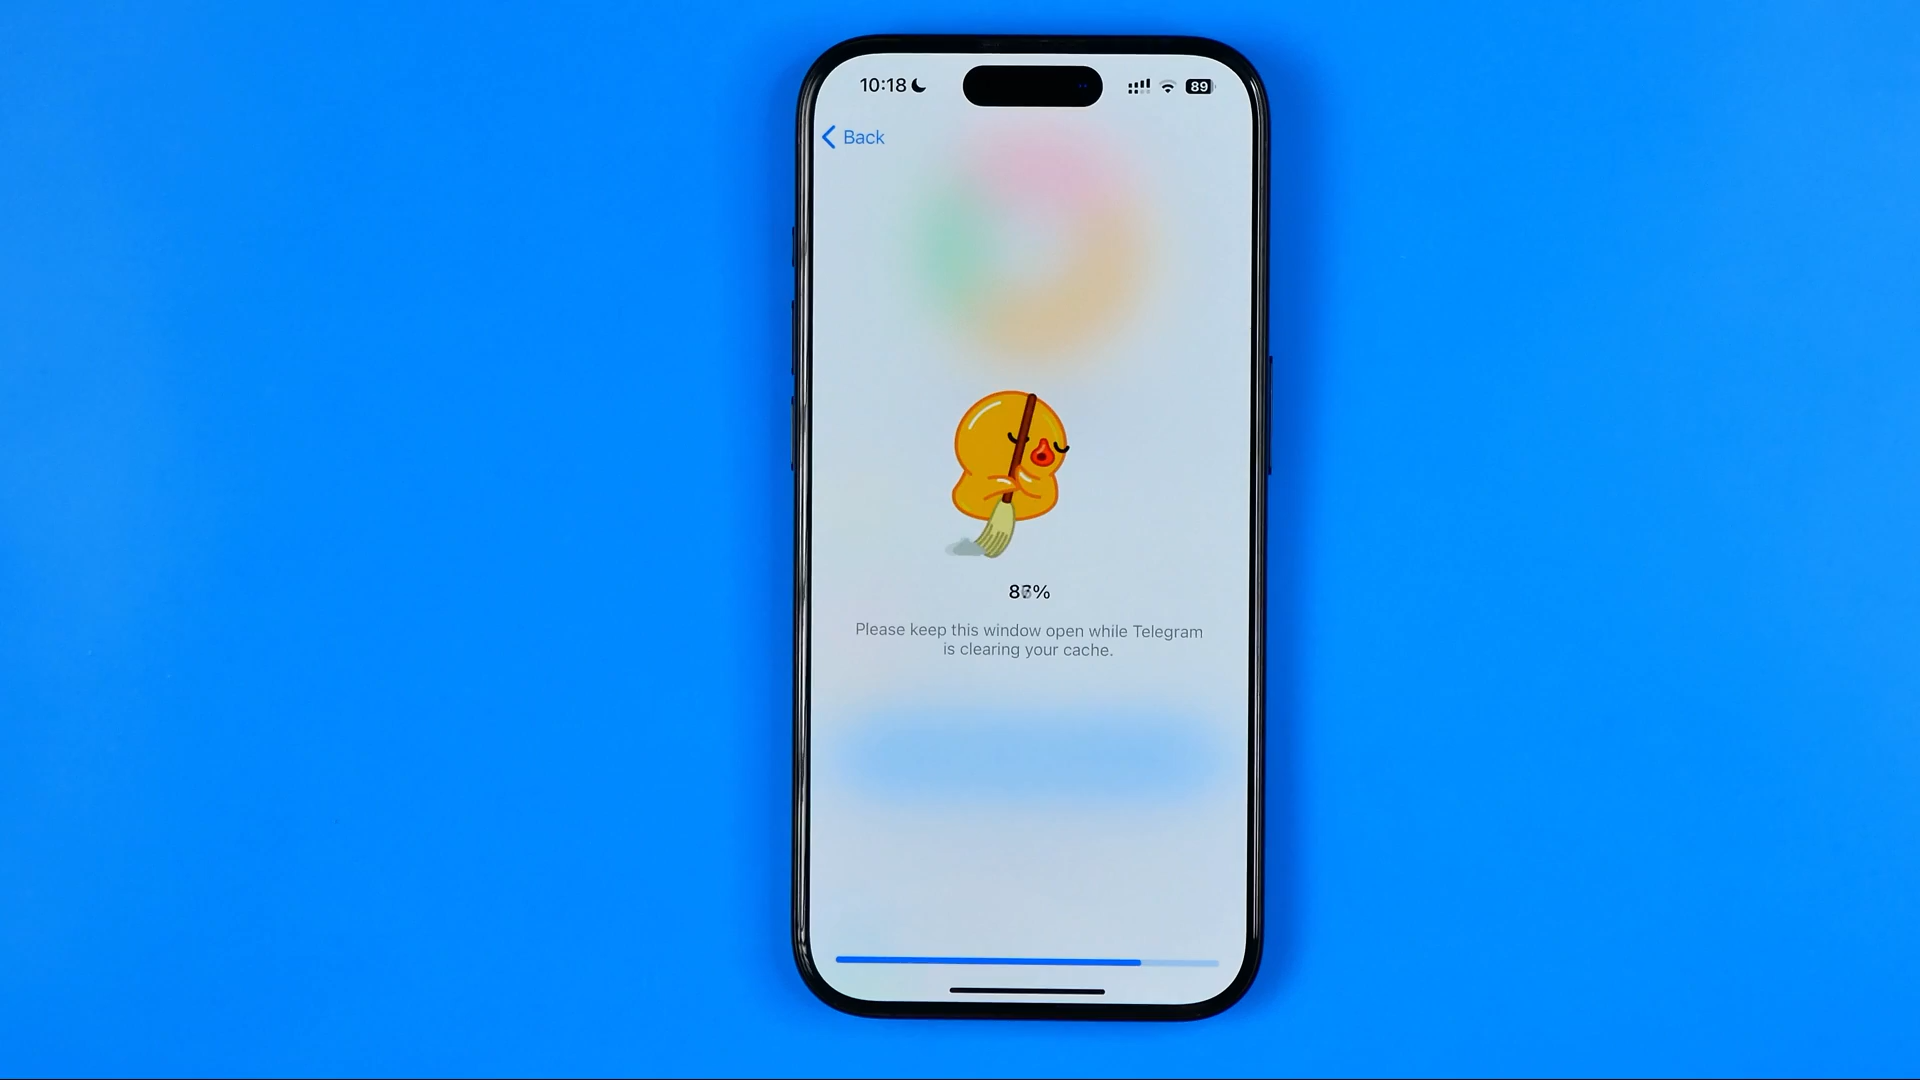 10:18
89
Back
Please keep this window open while Telegram
is clearing your cache.